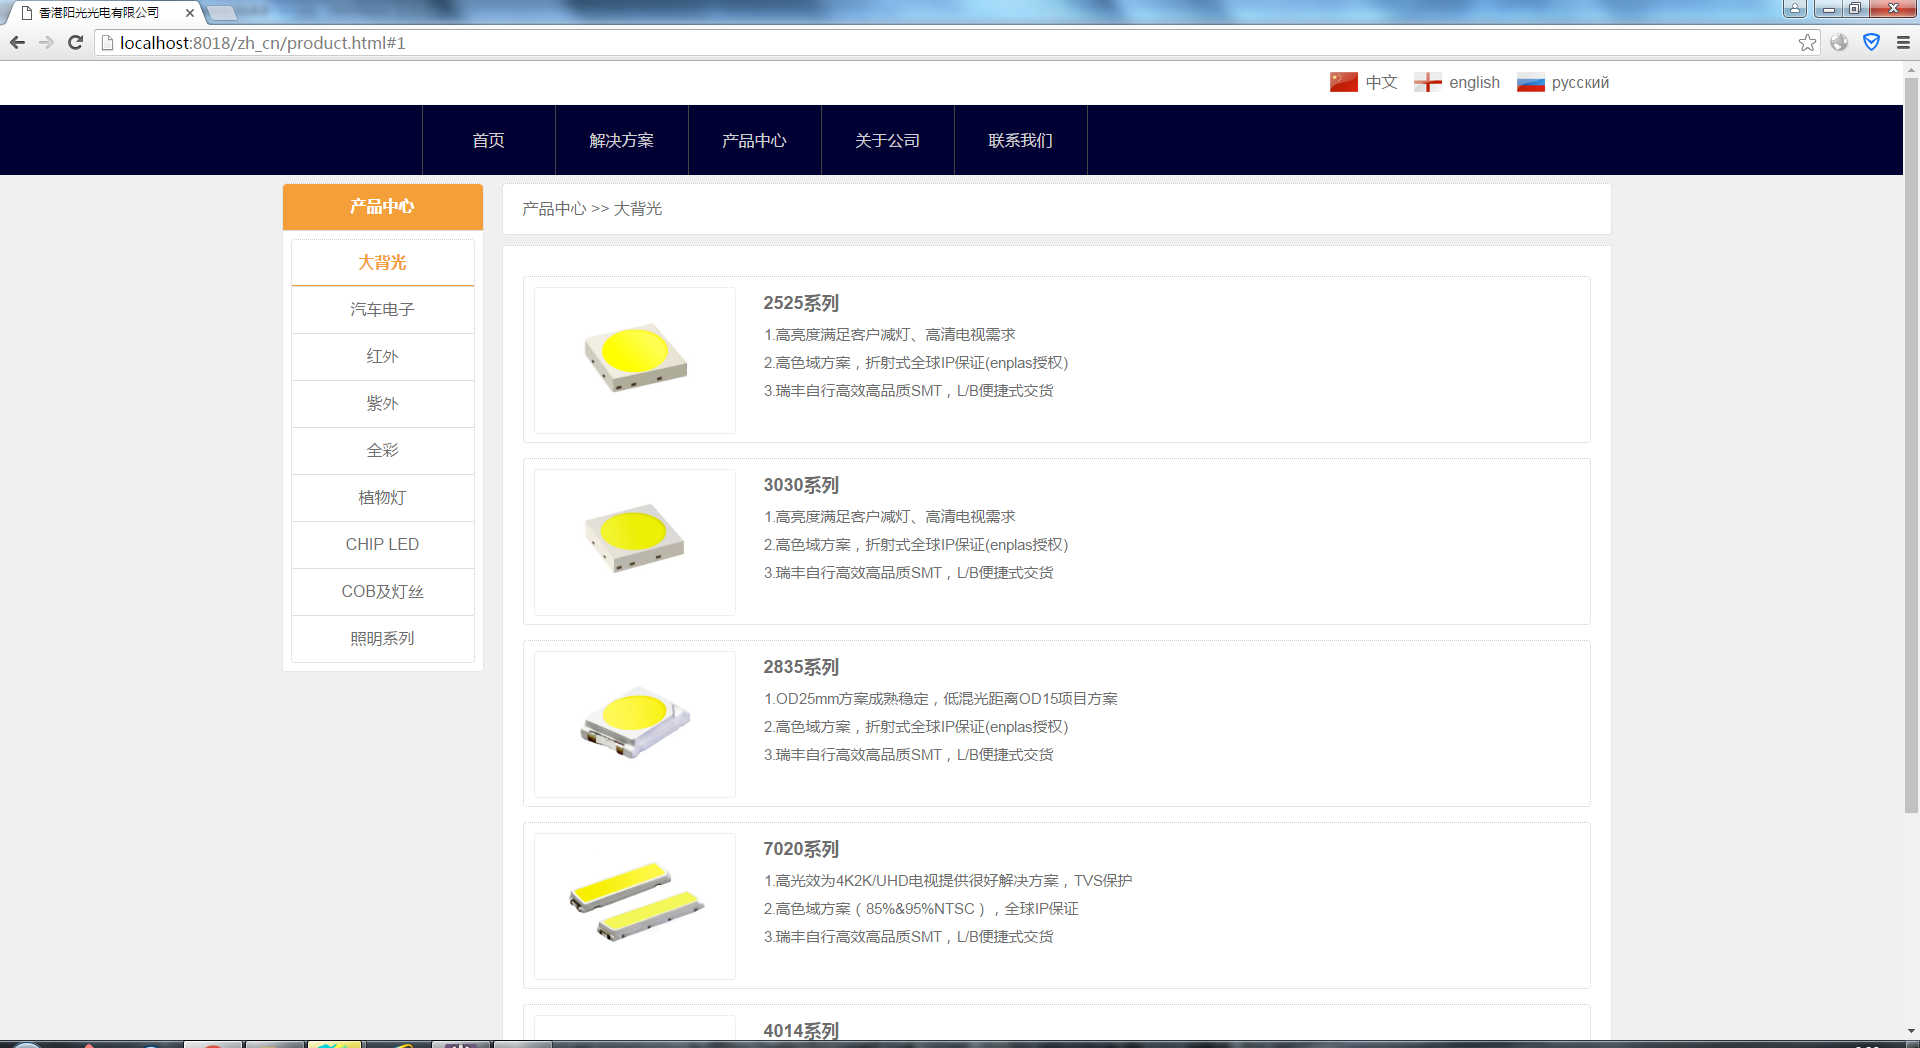 香港阳光光电有限公司
localhost:8018/zh_cn/product.html#1
中文 english русский
首页 解决方案 产品中心 关于公司 联系我们
产品中心
大背光
汽车电子
红外
紫外
全彩
植物灯
CHIP LED
COB及灯丝
照明系列
产品中心 >> 大背光
2525系列
1.高亮度满足客户减灯、高清电视需求
2.高色域方案，折射式全球IP保证(enplas授权)
3.瑞丰自行高效高品质SMT，L/B便捷式交货
3030系列
1.高亮度满足客户减灯、高清电视需求
2.高色域方案，折射式全球IP保证(enplas授权)
3.瑞丰自行高效高品质SMT，L/B便捷式交货
2835系列
1.OD25mm方案成熟稳定，低混光距离OD15项目方案
2.高色域方案，折射式全球IP保证(enplas授权)
3.瑞丰自行高效高品质SMT，L/B便捷式交货
7020系列
1.高光效为4K2K/UHD电视提供很好解决方案，TVS保护
2.高色域方案（85%&95%NTSC），全球IP保证
3.瑞丰自行高效高品质SMT，L/B便捷式交货
4014系列